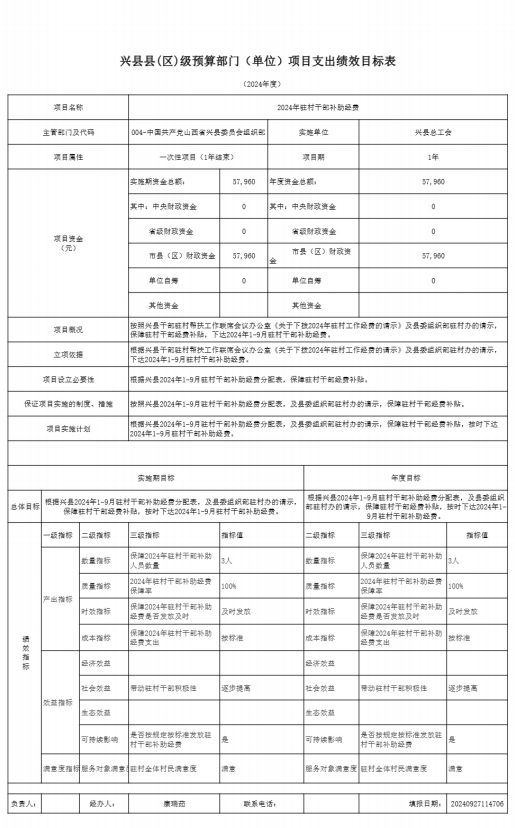 兴县县(区)级预算部门（单位）项目支出绩效目标表
（2024年度）
项目名称 2024年驻村干部补助经费
主管部门及代码 004-中国共产党山西省兴县委员会组织部 实施单位 兴县总工会
项目属性 一次性项目（1年结束） 项目期 1年
项目资金
（元）
实施期资金总额： 57,960 年度资金总额： 57,960
其中：中央财政资金 0 其中：中央财政资金 0
省级财政资金 0 省级财政资金 0
市县（区）财政资金 57,960 市县（区）财政资
金 57,960
单位自筹 0 单位自筹 0
其他资金 其他资金
项目概况 按照兴县干部驻村帮扶工作联席会议办公室《关于下拨2024年驻村工作经费的请示》及县委组织部驻村办的请示，
保障驻村干部经费补贴，下达2024年1-9月驻村干部补助经费。
立项依据 根据兴县干部驻村帮扶工作联席会议办公室《关于下拨2024年驻村工作经费的请示》及县委组织部驻村办的请示，
下达2024年1-9月驻村干部补助经费。
项目设立必要性 根据兴县2024年1-9月驻村干部补助经费分配表，保障驻村干部经费补贴。
保证项目实施的制度、措施 按照兴县2024年1-9月驻村干部补助经费分配表，及县委组织部驻村办的请示，保障驻村干部经费补贴。
项目实施计划 根据兴县2024年1-9月驻村干部补助经费分配表，及县委组织部驻村办的请示，保障驻村干部经费补贴，按时下达
2024年1-9月驻村干部补助经费。
实施期目标 年度目标
总体目标 根据兴县2024年1-9月驻村干部补助经费分配表，及县委组织部驻村办的请示，
保障驻村干部经费补贴，按时下达2024年1-9月驻村干部补助经费。
根据兴县2024年1-9月驻村干部补助经费分配表，及县委组织
部驻村办的请示，保障驻村干部经费补贴，按时下达2024年1-
9月驻村干部补助经费。
绩效指标
一级指标 二级指标 三级指标 指标值 二级指标 三级指标 指标值
产出指标
数量指标 保障2024年驻村干部补助
人员数量 3人 数量指标 保障2024年驻村干部补助
人员数量 3人
质量指标 2024年驻村干部补助经费
保障率 100% 质量指标 2024年驻村干部补助经费
保障率 100%
时效指标 保障2024年驻村干部补助
经费是否发放及时 及时发放 时效指标 保障2024年驻村干部补助
经费是否发放及时 及时发放
成本指标 保障2024年驻村干部补助
经费支出 按标准 成本指标 保障2024年驻村干部补助
经费支出 按标准
效益指标
经济效益 经济效益
社会效益 带动驻村干部积极性 逐步提高 社会效益 带动驻村干部积极性 逐步提高
生态效益 生态效益
可持续影响 是否按规定按标准发放驻
村干部补助经费 是 可持续影响 是否按规定按标准发放驻
村干部补助经费 是
满意度指标 服务对象满意度 驻村全体村民满意度 满意 服务对象满意度 驻村全体村民满意度 满意
负责人： 经办人： 康瑞茹 联系电话： 填报日期： 20240927114706